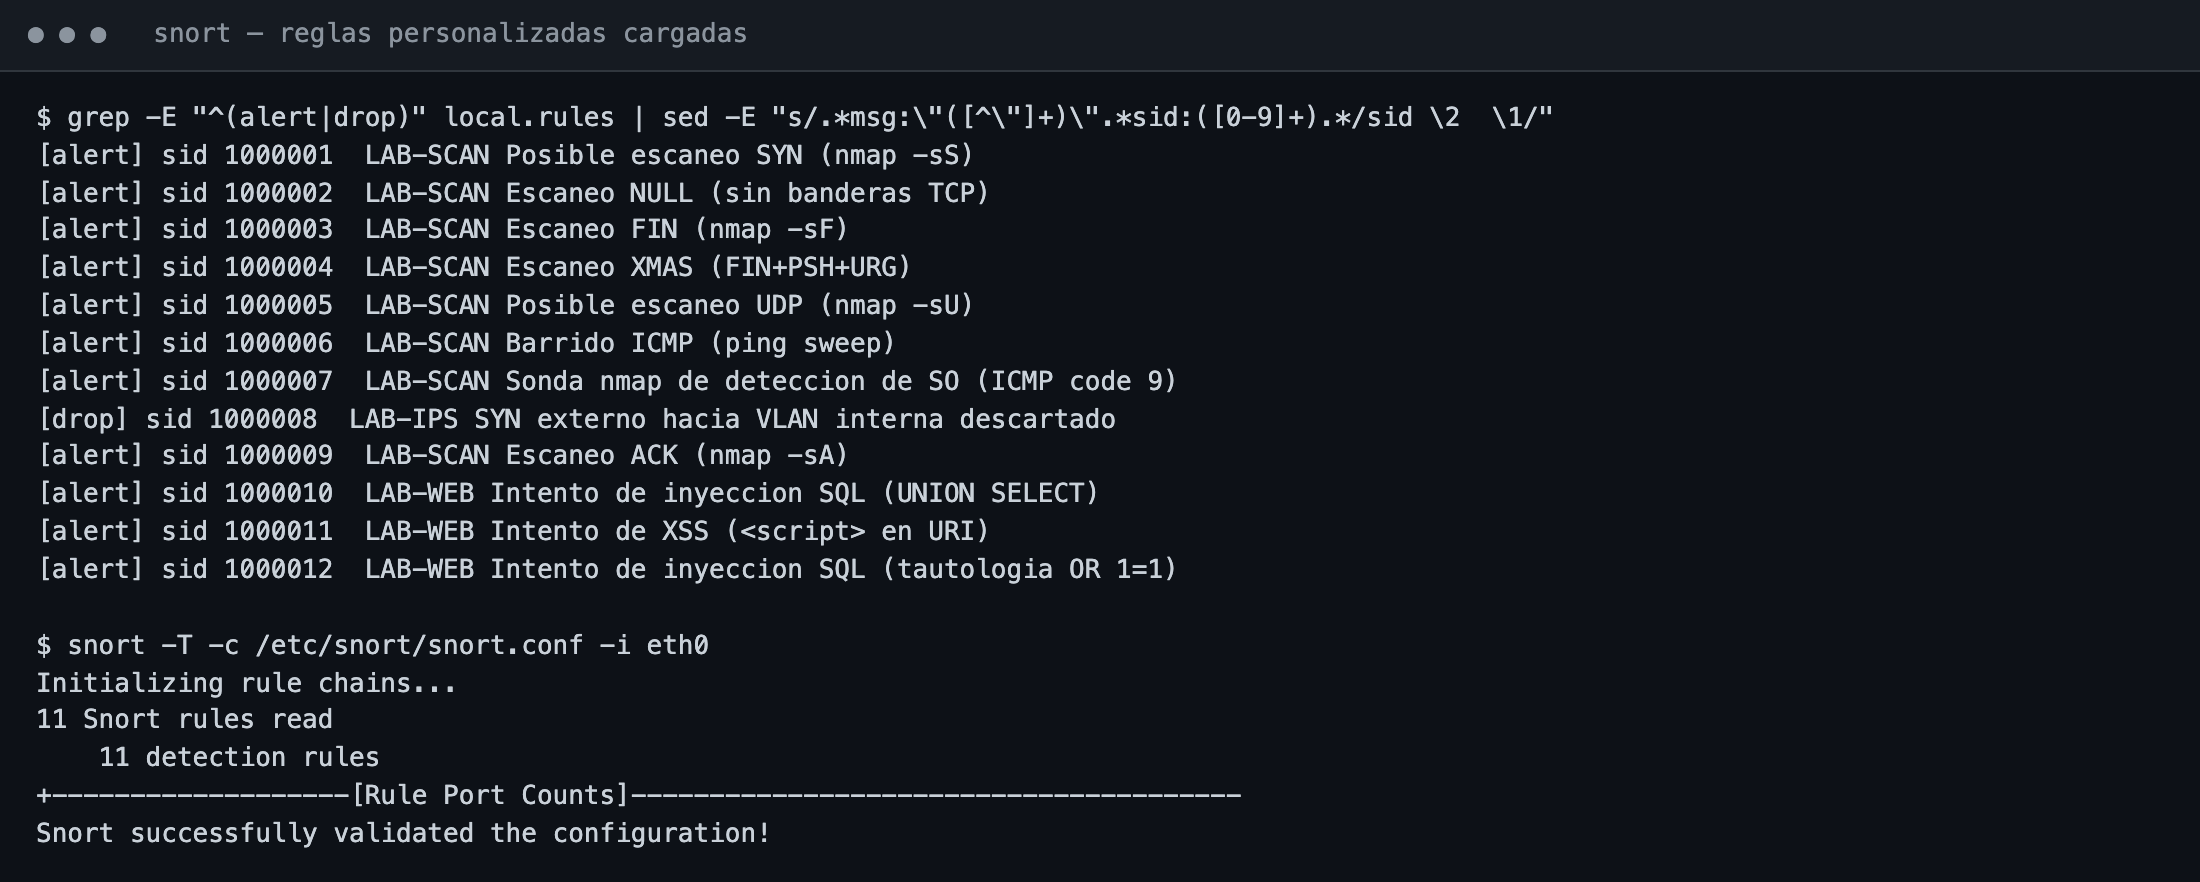 snort — reglas personalizadas cargadas
$ grep -E "^(alert|drop)" local.rules | sed -E "s/.*msg:\"([^\"]+)\".*sid:([0-9]+).*/sid \2  \1/"
[alert] sid 1000001  LAB-SCAN Posible escaneo SYN (nmap -sS)
[alert] sid 1000002  LAB-SCAN Escaneo NULL (sin banderas TCP)
[alert] sid 1000003  LAB-SCAN Escaneo FIN (nmap -sF)
[alert] sid 1000004  LAB-SCAN Escaneo XMAS (FIN+PSH+URG)
[alert] sid 1000005  LAB-SCAN Posible escaneo UDP (nmap -sU)
[alert] sid 1000006  LAB-SCAN Barrido ICMP (ping sweep)
[alert] sid 1000007  LAB-SCAN Sonda nmap de deteccion de SO (ICMP code 9)
[drop] sid 1000008  LAB-IPS SYN externo hacia VLAN interna descartado
[alert] sid 1000009  LAB-SCAN Escaneo ACK (nmap -sA)
[alert] sid 1000010  LAB-WEB Intento de inyeccion SQL (UNION SELECT)
[alert] sid 1000011  LAB-WEB Intento de XSS (<script> en URI)
[alert] sid 1000012  LAB-WEB Intento de inyeccion SQL (tautologia OR 1=1)
$ snort -T -c /etc/snort/snort.conf -i eth0
Initializing rule chains...
11 Snort rules read
    11 detection rules
+-------------------[Rule Port Counts]---------------------------------------
Snort successfully validated the configuration!